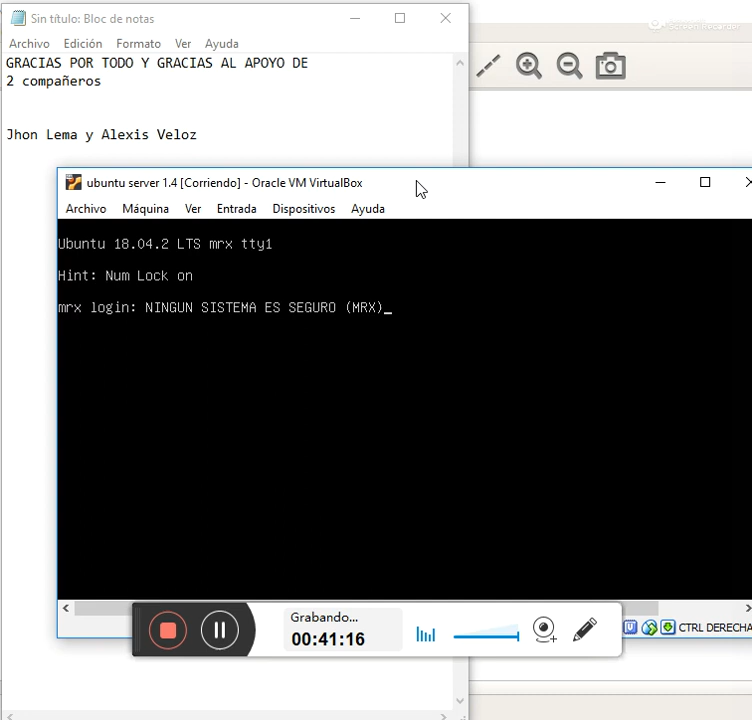 Sin título: Bloc de notas
Archivo Edición Formato Ver Ayuda
GRACIAS POR TODO Y GRACIAS AL APOYO DE
2 compañeros
Jhon Lema y Alexis Veloz
ubuntu server 1.4 [Corriendo] - Oracle VM VirtualBox
Archivo Máquina Ver Entrada Dispositivos Ayuda
Ubuntu 18.04.2 LTS mrx tty1
Hint: Num Lock on
mrx login: NINGUN SISTEMA ES SEGURO (MRX)_
Grabando...
00:41:16
CTRL DERECHA